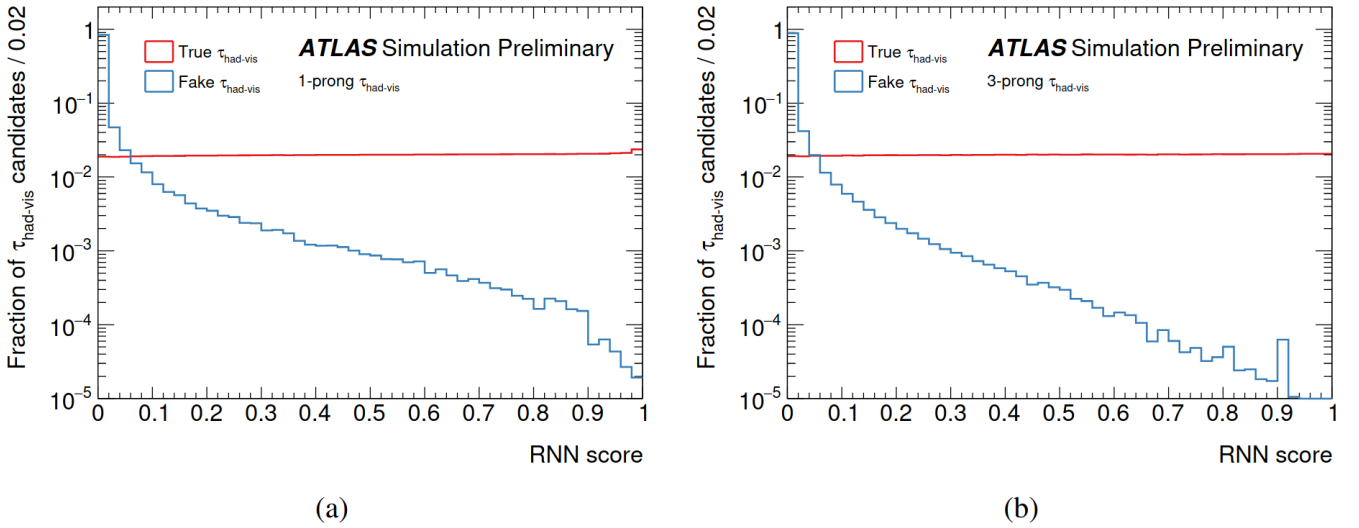 Fraction of τhad-vis candidates / 0.02
1
10−1
10−2
10−3
10−4
10−5
True τhad-vis
Fake τhad-vis
ATLAS Simulation Preliminary
1-prong τhad-vis
0 0.1 0.2 0.3 0.4 0.5 0.6 0.7 0.8 0.9 1
RNN score
(a)
Fraction of τhad-vis candidates / 0.02
1
10−1
10−2
10−3
10−4
10−5
True τhad-vis
Fake τhad-vis
ATLAS Simulation Preliminary
3-prong τhad-vis
0 0.1 0.2 0.3 0.4 0.5 0.6 0.7 0.8 0.9 1
RNN score
(b)